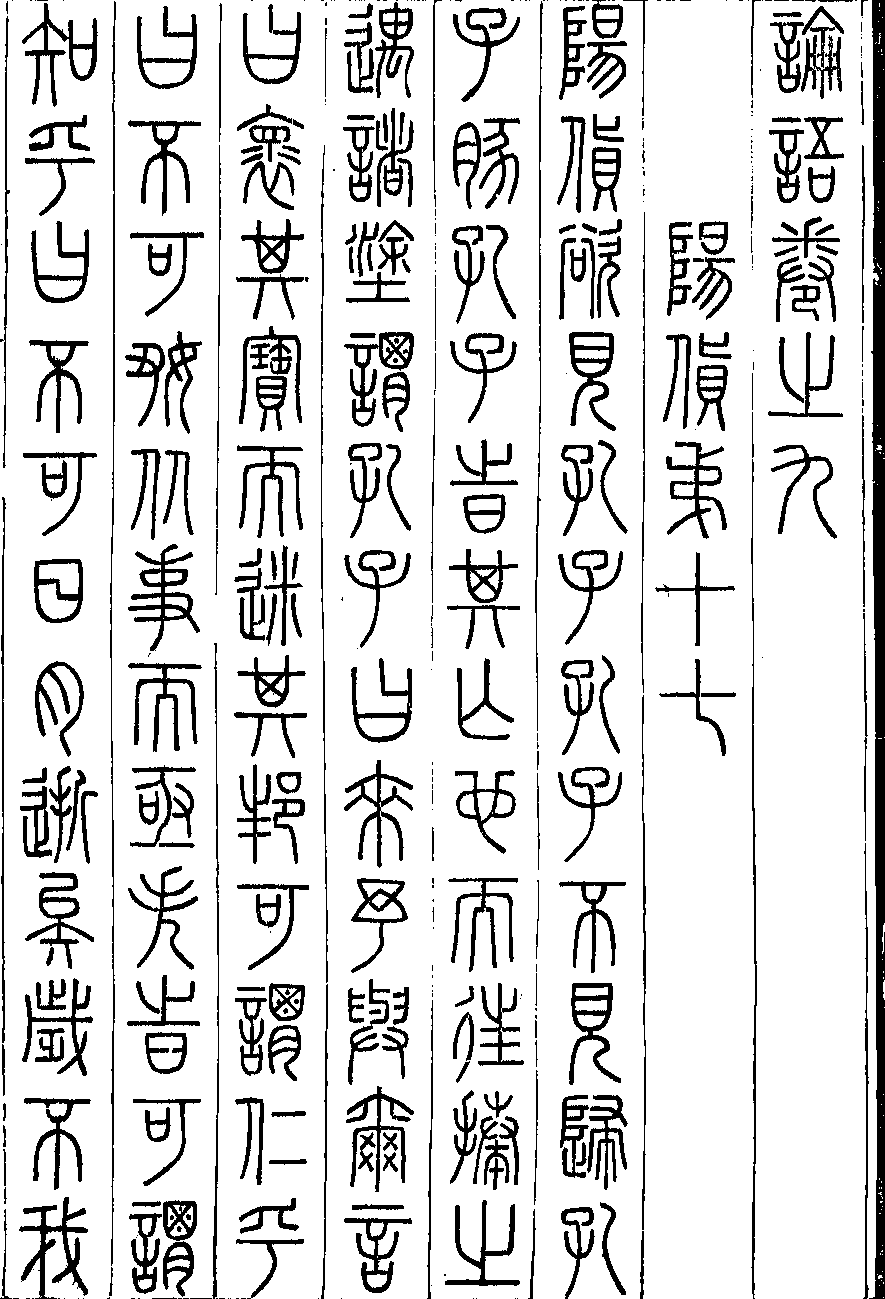 論語卷之九
陽貨弟十七
陽貨欲見孔子孔子不見歸孔
子豚孔子時其亡也而往拜之
遇諸塗謂孔子曰來予與爾言
曰懷其寶而迷其邦可謂仁乎
曰不可好從事而亟失時可謂
知乎曰不可日月逝矣歲不我